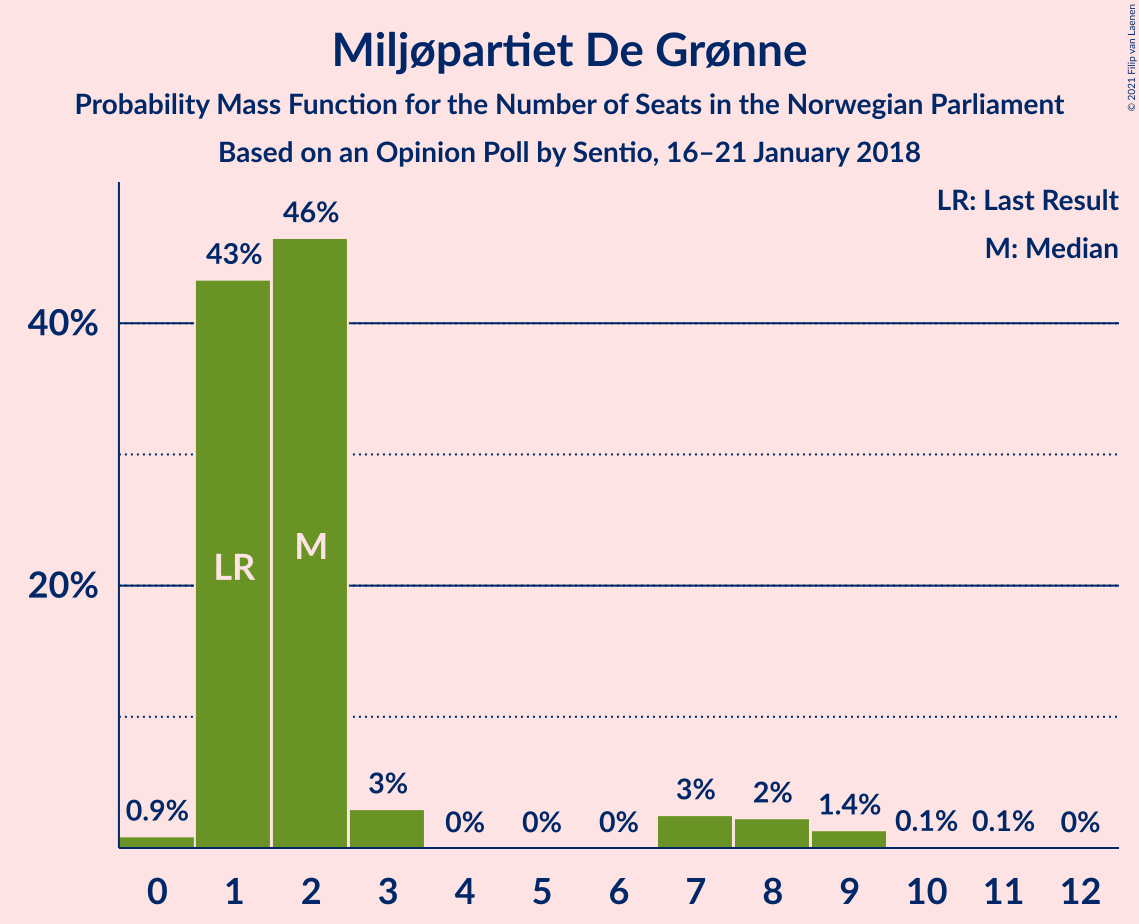 Miljøpartiet De Grønne
Probability Mass Function for the Number of Seats in the Norwegian Parliament
Based on an Opinion Poll by Sentio, 16–21 January 2018
© 2021 Filip van Laenen
LR: Last Result
M: Median
46%
43%
40%
M
LR
20%
3%
3%
2%
1.4%
0.9%
0%
0%
0%
0.1%
0.1%
0%
0 1 2 3 4 5 6 7 8 9 10 11 12